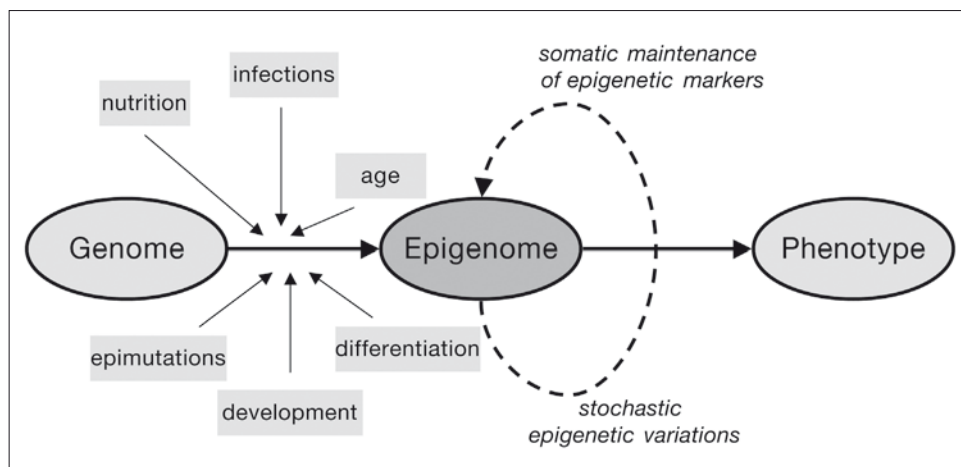 somatic maintenance
of epigenetic markers
infections
nutrition
age
Genome
Epigenome
Phenotype
epimutations
differentiation
development
stochastic
epigenetic variations